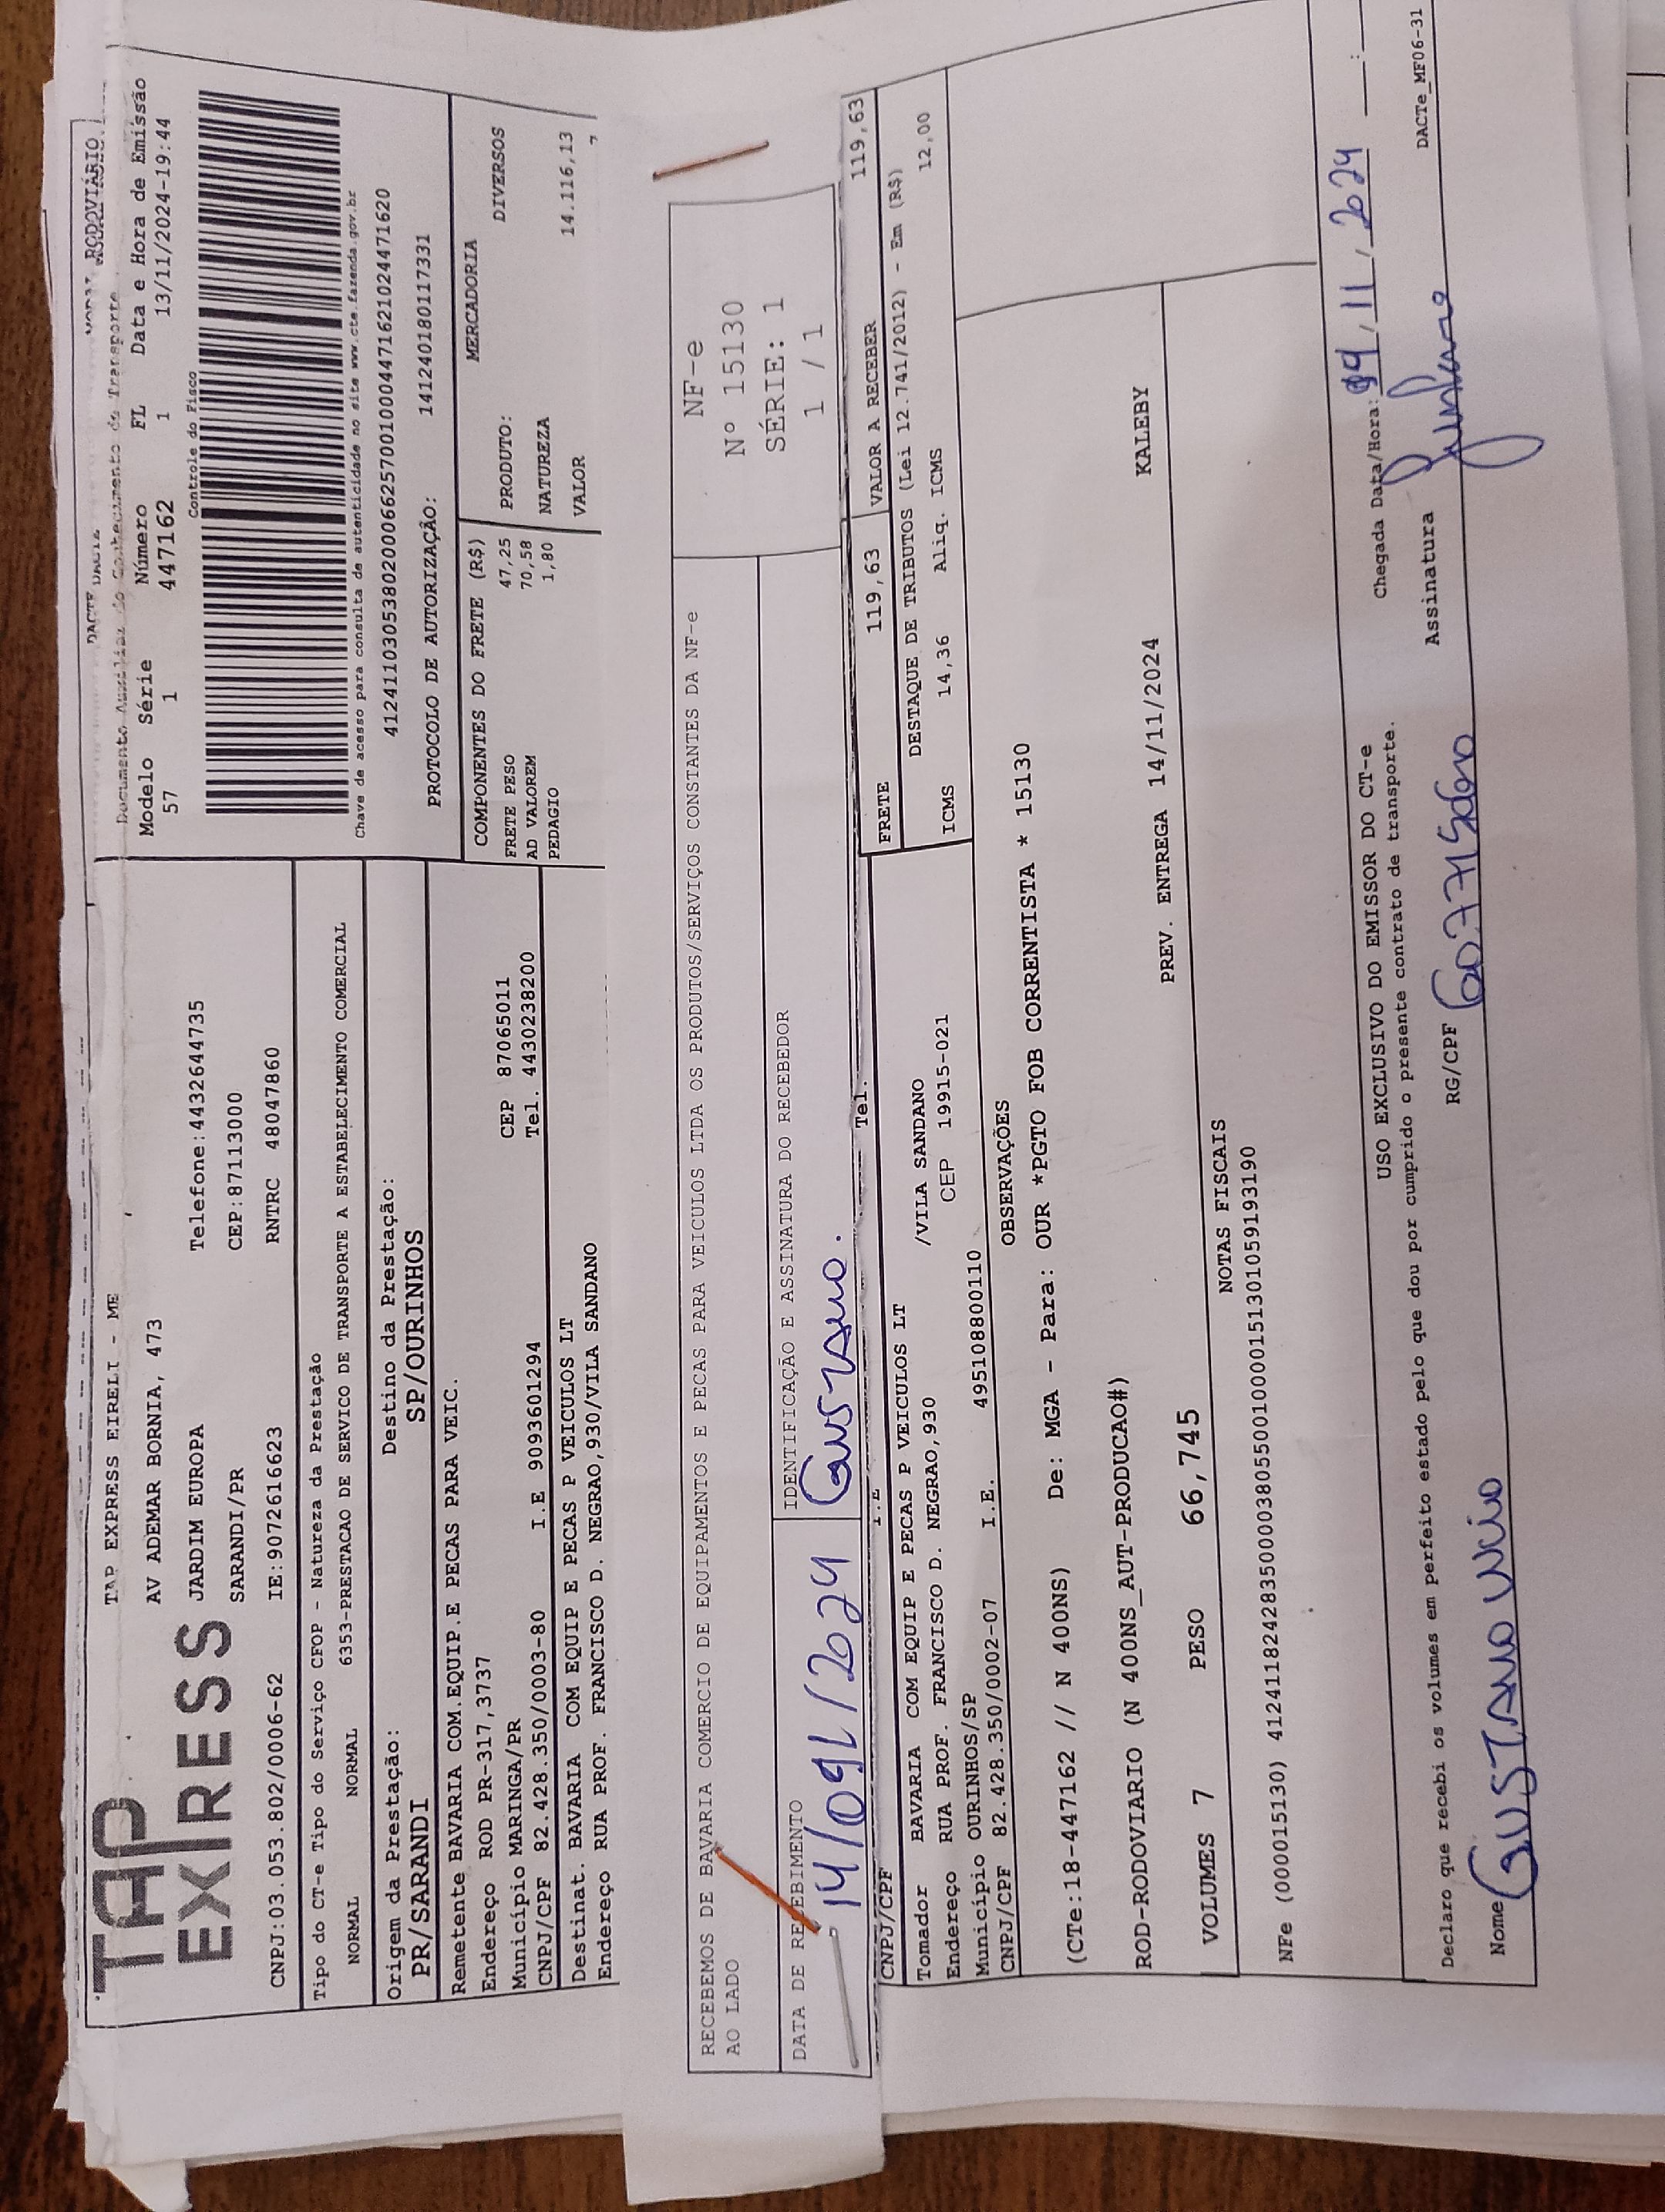 TAP
EXPRESS
TAP EXPRESS EIRELI - ME
AV ADEMAR BORNIA, 473
JARDIM EUROPA Telefone:4432644735
SARANDI/PR CEP:87113000
CNPJ:03.053.802/0006-62 IE:9072616623 RNTRC 48047860
DACTE RODOVIÁRIO
Documento Auxiliar do Conhecimento de Transporte
Modelo Série Número FL Data e Hora de Emissão
57 1 447162 1 13/11/2024-19:44
Controle do Fisco
Chave de acesso para consulta de autenticidade no site www.cte.fazenda.gov.br
41241103053802000662570010004471621024471620
PROTOCOLO DE AUTORIZAÇÃO: 141240180117331
Tipo do CT-e Tipo do Serviço CFOP - Natureza da Prestação
NORMAL NORMAL 6353-PRESTACAO DE SERVICO DE TRANSPORTE A ESTABELECIMENTO COMERCIAL
Origem da Prestação: Destino da Prestação:
PR/SARANDI SP/OURINHOS
Remetente BAVARIA COM.EQUIP.E PECAS PARA VEIC.
Endereço ROD PR-317,3737 CEP 87065011
Município MARINGA/PR Tel. 443023 8200
CNPJ/CPF 82.428.350/0003-80 I.E 9093601294
Destinat. BAVARIA COM EQUIP E PECAS P VEICULOS LT
Endereço RUA PROF. FRANCISCO D. NEGRAO,930/VILA SANDANO
COMPONENTES DO FRETE (R$)
FRETE PESO 47,25
AD VALOREM 70,58
PEDAGIO 1,80
MERCADORIA
PRODUTO: DIVERSOS
NATUREZA
VALOR 14.116,13
RECEBEMOS DE BAVARIA COMERCIO DE EQUIPAMENTOS E PECAS PARA VEICULOS LTDA OS PRODUTOS/SERVIÇOS CONSTANTES DA NF-e
AO LADO
NF-e
Nº 15130
SÉRIE: 1
1 / 1
DATA DE RECEBIMENTO IDENTIFICAÇÃO E ASSINATURA DO RECEBEDOR
Gustavo.
CNPJ/CPF I.E Tel.
FRETE 119,63 VALOR A RECEBER 119,63
Tomador BAVARIA COM EQUIP E PECAS P VEICULOS LT
Endereço RUA PROF. FRANCISCO D. NEGRAO,930 /VILA SANDANO
Município OURINHOS/SP CEP 19915-021
CNPJ/CPF 82.428.350/0002-07 I.E. 495108800110
DESTAQUE DE TRIBUTOS (Lei 12.741/2012) - Em (R$)
ICMS 14,36 Aliq. ICMS 12,00
OBSERVAÇÕES
(CTe:18-447162 // N 400NS) De: MGA - Para: OUR *PGTO FOB CORRENTISTA * 15130
ROD-RODOVIARIO (N 400NS_AUT-PRODUCAO#) PREV. ENTREGA 14/11/2024 KALEBY
VOLUMES 7 PESO 66,745
NOTAS FISCAIS
NFe (000015130) 41241182428350000380550010000151301059193190
USO EXCLUSIVO DO EMISSOR DO CT-e
Declaro que recebi os volumes em perfeito estado pelo que dou por cumprido o presente contrato de transporte.
Chegada Data/Hora: /11/2024 :
Nome Gustavo RG/CPF Assinatura
DACTe_MF06-31